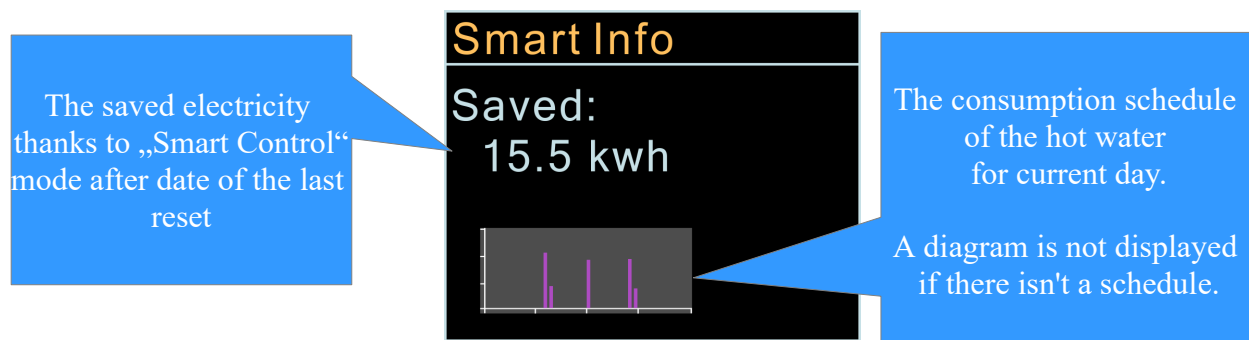 The saved electricity
thanks to „Smart Control“
mode after date of the last
reset
Smart Info
Saved:
15.5 kwh
The consumption schedule
of the hot water
for current day.
A diagram is not displayed
if there isn't a schedule.